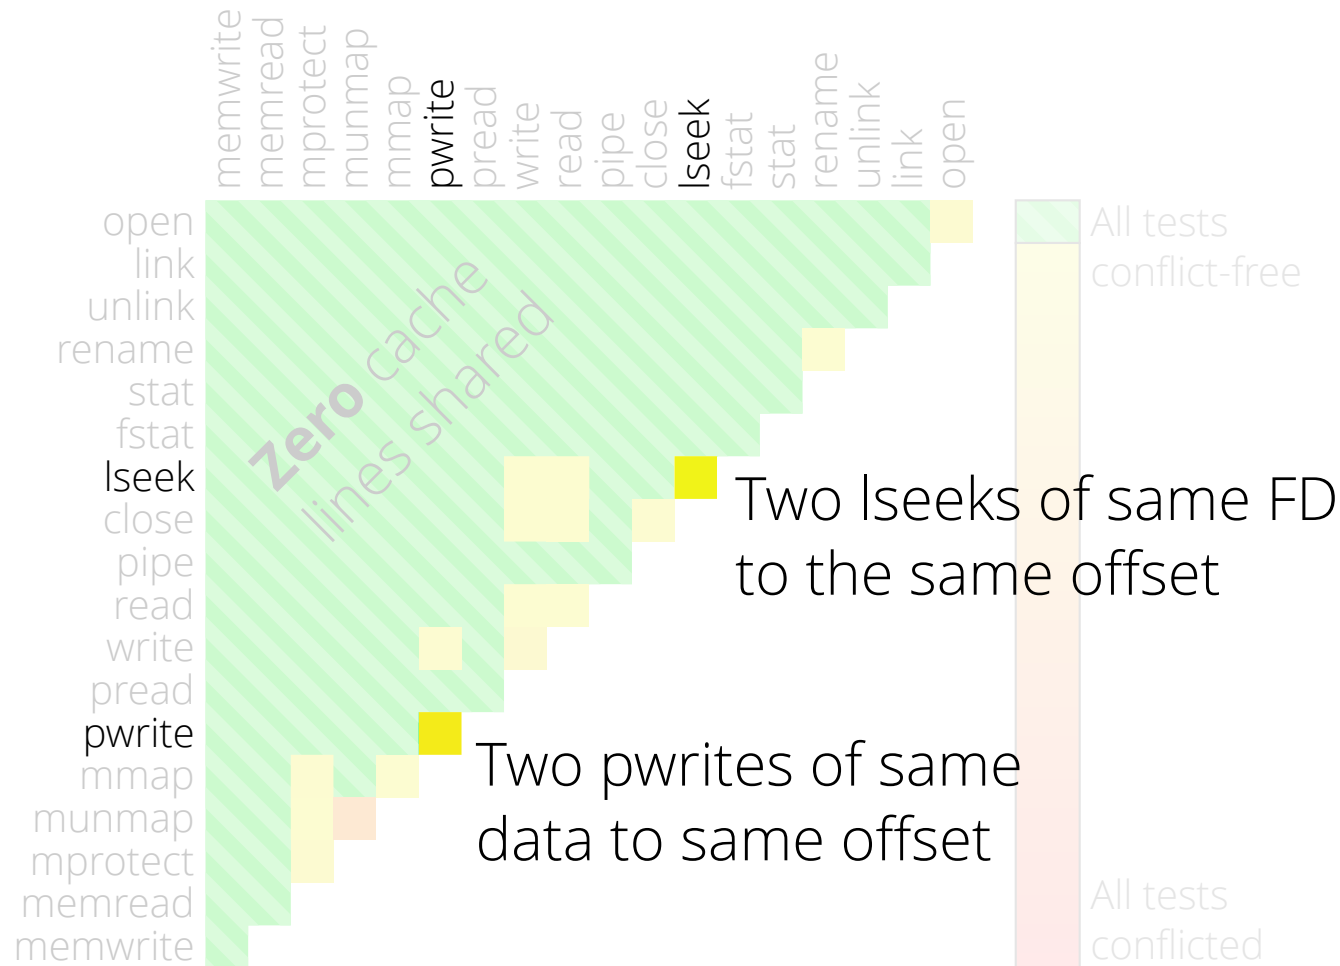 memwrite
memread
mprotect
munmap
mmap
pwrite
pread
write
read
pipe
close
lseek
fstat
stat
rename
unlink
link
open
open
link
unlink
rename
stat
fstat
lseek
close
pipe
read
write
pread
pwrite
mmap
munmap
mprotect
memread
memwrite
Zero cache
lines shared
Two lseeks of same FD
to the same offset
Two pwrites of same
data to same offset
All tests
conflict-free
All tests
conflicted